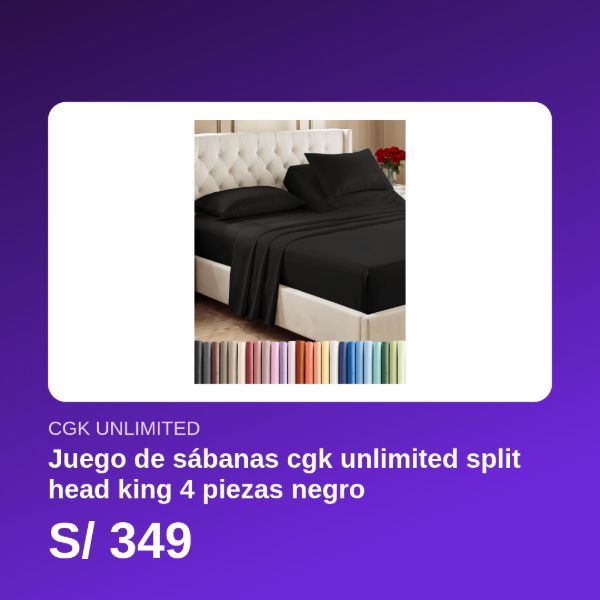 CGK UNLIMITED
Juego de sábanas cgk unlimited split
head king 4 piezas negro
S/ 349